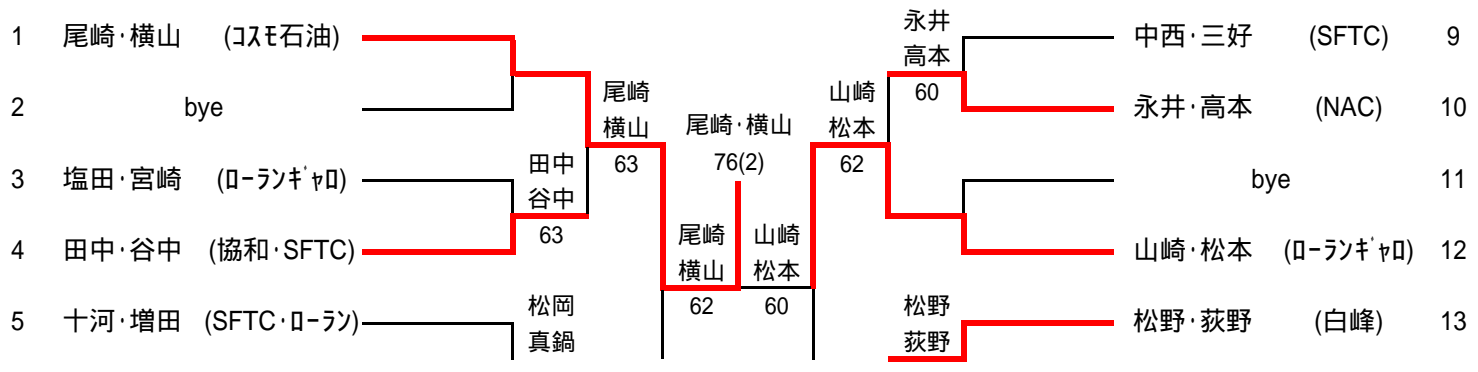 1 尾崎・横山 (コスモ石油)
2 bye
3 塩田・宮崎 (ローランギャロ)
4 田中・谷中 (協和・SFTC)
5 十河・増田 (SFTC・ローラン)
田中
谷中
63
松岡
真鍋
尾崎
横山
63
尾崎・横山
76(2)
尾崎
横山
62
山崎
松本
60
山崎
松本
62
永井
高本
60
松野
荻野
中西・三好 (SFTC) 9
永井・高本 (NAC) 10
bye 11
山崎・松本 (ローランギャロ) 12
松野・荻野 (白峰) 13